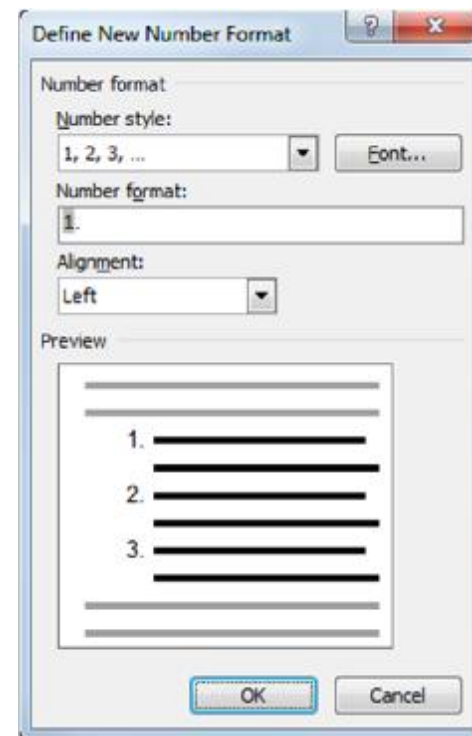 Define New Number Format
Number format
Number style:
1, 2, 3, ...
Font...
Number format:
1.
Alignment:
Left
Preview
1.
2.
3.
OK
Cancel